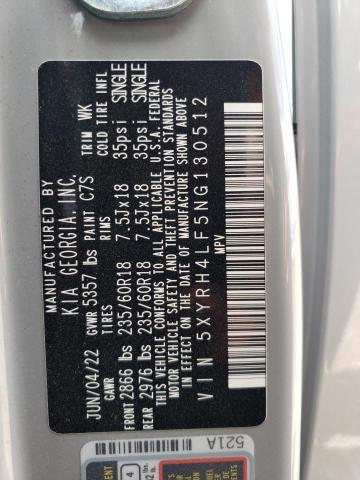 MANUFACTURED BY
KIA GEORGIA, INC.
JUN/04/22 GVWR 5357 lbs PAINT C7S TRIM WK
GAWR TIRES RIMS COLD TIRE INFL
FRONT 2866 lbs 235/60R18 7.5Jx18 35psi SINGLE
REAR 2976 lbs 235/60R18 7.5Jx18 35psi SINGLE
THIS VEHICLE CONFORMS TO ALL APPLICABLE U.S.A. FEDERAL
MOTOR VEHICLE SAFETY AND THEFT PREVENTION STANDARDS
IN EFFECT ON THE DATE OF MANUFACTURE SHOWN ABOVE
VIN 5XYRH4LF5NG130512
MPV
521A
4